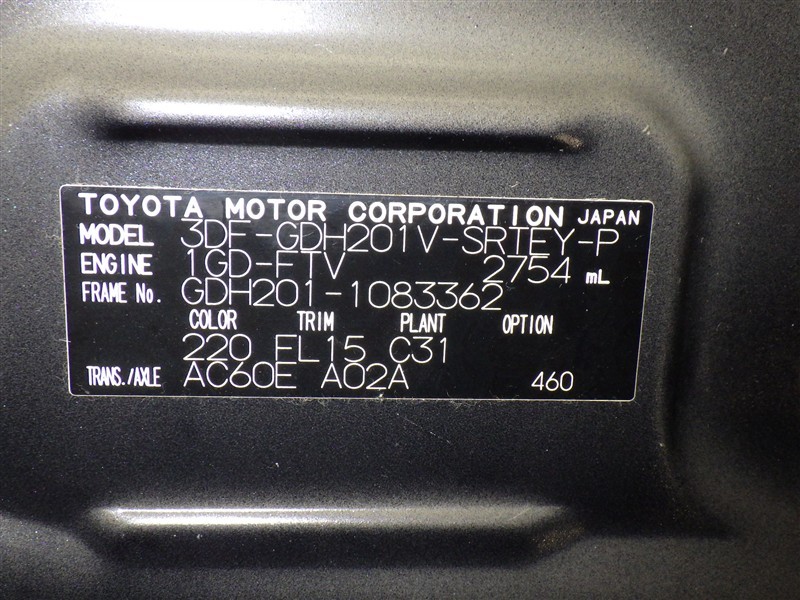 TOYOTA MOTOR CORPORATION JAPAN
MODEL 3DF-GDH201V-SRTEY-P
ENGINE 1GD-FTV 2754 mL
FRAME No. GDH201-1083362
COLOR TRIM PLANT OPTION
220 FL15 C31
TRANS./AXLE AC60E A02A 460